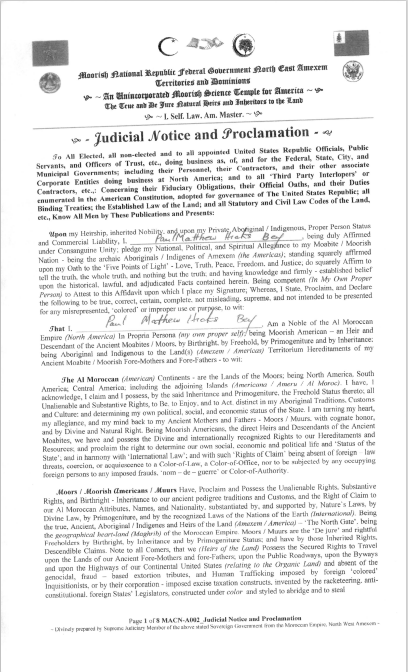 Moorish National Republic Federal Government North East Amexem
Territories and Dominions
~ An Unincorporated Moorish Science Temple for America ~
The True and De Jure Natural Heirs and Inheritors to the Land
~ I. Self. Law. Am. Master. ~
- Judicial Notice and Proclamation -
To All Elected, all non-elected and to all appointed United States Republic Officials, Public
Servants, and Officers of Trust, etc., doing business as, of, and for the Federal, State, City, and
Municipal Governments; including their Personnel, their Contractors, and their other associate
Corporate Entities doing business at North America; and to all 'Third Party Interlopers' or
Contractors, etc.,: Concerning their Fiduciary Obligations, their Official Oaths, and their Duties
enumerated in the American Constitution, adopted for governance of The United States Republic; all
Binding Treaties; the Established Law of the Land; and all Statutory and Civil Law Codes of the Land,
etc., Know All Men by These Publications and Presents:
Upon my Heirship, inherited Nobility, and upon my Private Aboriginal / Indigenous, Proper Person Status
and Commercial Liability, I, Paul Matthew Hicks Bey, being duly Affirmed
under Consanguine Unity; pledge my National, Political, and Spiritual Allegiance to my Moabite / Moorish
Nation - being the archaic Aboriginals / Indigenes of Amexem (the Americas); standing squarely affirmed
upon my Oath to the 'Five Points of Light' - Love, Truth, Peace, Freedom, and Justice, do squarely Affirm to
tell the truth, the whole truth, and nothing but the truth, and having knowing and firmly - established belief
upon the historical, lawful, and adjudicated Facts contained herein. Being competent (In My Own Proper
Person) to Attest to this Affidavit upon which I place my Signature; Whereas, I State, Proclaim, and Declare
the following to be true, correct, certain, complete, not misleading, supreme, and not intended to be presented
for any misrepresented, 'colored' or improper use or purpose, to wit:
That I, Paul Matthew Hicks Bey, Am a Noble of the Al Moroccan
Empire (North America) In Propria Persona (my own proper self); being Moorish American – an Heir and
Descendant of the Ancient Moabites / Moors, by Birthright, by Freehold, by Primogeniture and by Inheritance;
being Aboriginal and Indigenous to the Land(s) (Amexem / Americas) Territorium Hereditaments of my
Ancient Moabite / Moorish Fore-Mothers and Fore-Fathers - to wit:
The Al Moroccan (American) Continents - are the Lands of the Moors; being North America, South
America; Central America, including the adjoining Islands (Americana / Ameru / Al Moroc). I have, I
acknowledge, I claim and I possess, by the said Inheritance and Primogeniture, the Freehold Status thereto; all
Unalienable and Substantive Rights, to Be, to Enjoy, and to Act, distinct in my Aboriginal Traditions, Customs
and Culture; and determining my own political, social, and economic status of the State. I am turning my heart,
my allegiance, and my mind back to my Ancient Mothers and Fathers - Moors / Muurs, with cognate honor,
and by Divine and Natural Right. Being Moorish Americans, the direct Heirs and Descendants of the Ancient
Moabites, we have and possess the Divine and internationally recognized Rights to our Hereditaments and
Resources; and proclaim the right to determine our own social, economic and political life and 'Status of the
State'; and in harmony with 'International Law'; and with such 'Rights of Claim' being absent of foreign - law
threats, coercion, or acquiescence to a Color-of-Law, a Color-of-Office, nor to be subjected by any occupying
foreign persons to any imposed frauds, 'nom – de – guerre' or Color-of-Authority.
Moors / Moorish Americans / Muurs Have, Proclaim and Possess the Unalienable Rights, Substantive
Rights, and Birthright - Inheritance to our ancient pedigree traditions and Customs, and the Right of Claim to
our Al Moroccan Attributes, Names, and Nationality, substantiated by, and supported by, Nature's Laws, by
Divine Law, by Primogeniture, and by the recognized Laws of the Nations of the Earth (International). Being
the true, Ancient, Aboriginal / Indigenes and Heirs of the Land (Amexem / America – 'The North Gate', being
the geographical heart-land (Maghrib) of the Moroccan Empire. Moors / Muurs are the 'De jure' and rightful
Freeholders by Birthright, by Inheritance and by Primogeniture Status; and have by those Inherited Rights,
Descendible Claims. Note to all Comers, that we (Heirs of the Land) Possess the Secured Rights to Travel
upon the Lands of our Ancient Fore-Mothers and fore-Fathers; upon the Public Roadways, upon the Byways
and upon the Highways of our Continental United States (relating to the Organic Land) and absent of the
genocidal, fraud – based extortion tributes, and Human Trafficking imposed by foreign 'colored'
Inquisitionists, or by their corporation - imposed excise taxation constructs, invented by the racketeering, anti-
constitutional, foreign States' Legislators, constructed under color and styled to abridge and to steal
Page 1 of 8 MACN-A002_Judicial Notice and Proclamation
- Divinely prepared by Supreme Judiciary Member of the above stated Sovereign Government from the Moroccan Empire, North West Amexem -